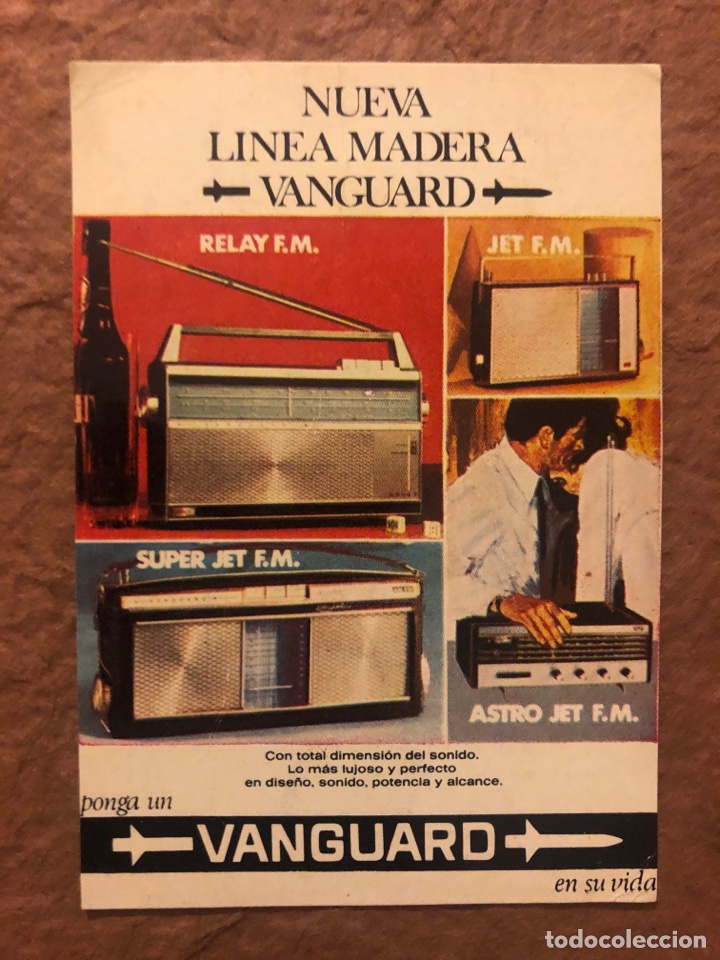 NUEVA
LINEA MADERA
VANGUARD
RELAY F.M.
JET F.M.
SUPER JET F.M.
ASTRO JET F.M.
Con total dimensión del sonido.
Lo más lujoso y perfecto
en diseño, sonido, potencia y alcance.
ponga un
VANGUARD
en su vida
todocoleccion